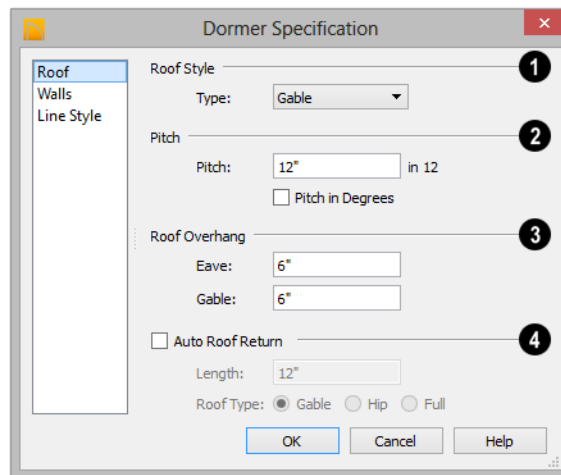 Dormer Specification
Roof
Walls
Line Style
Roof Style 1
Type: Gable
Pitch 2
Pitch: 12" in 12
Pitch in Degrees
Roof Overhang 3
Eave: 6"
Gable: 6"
Auto Roof Return 4
Length: 12"
Roof Type: Gable Hip Full
OK Cancel Help